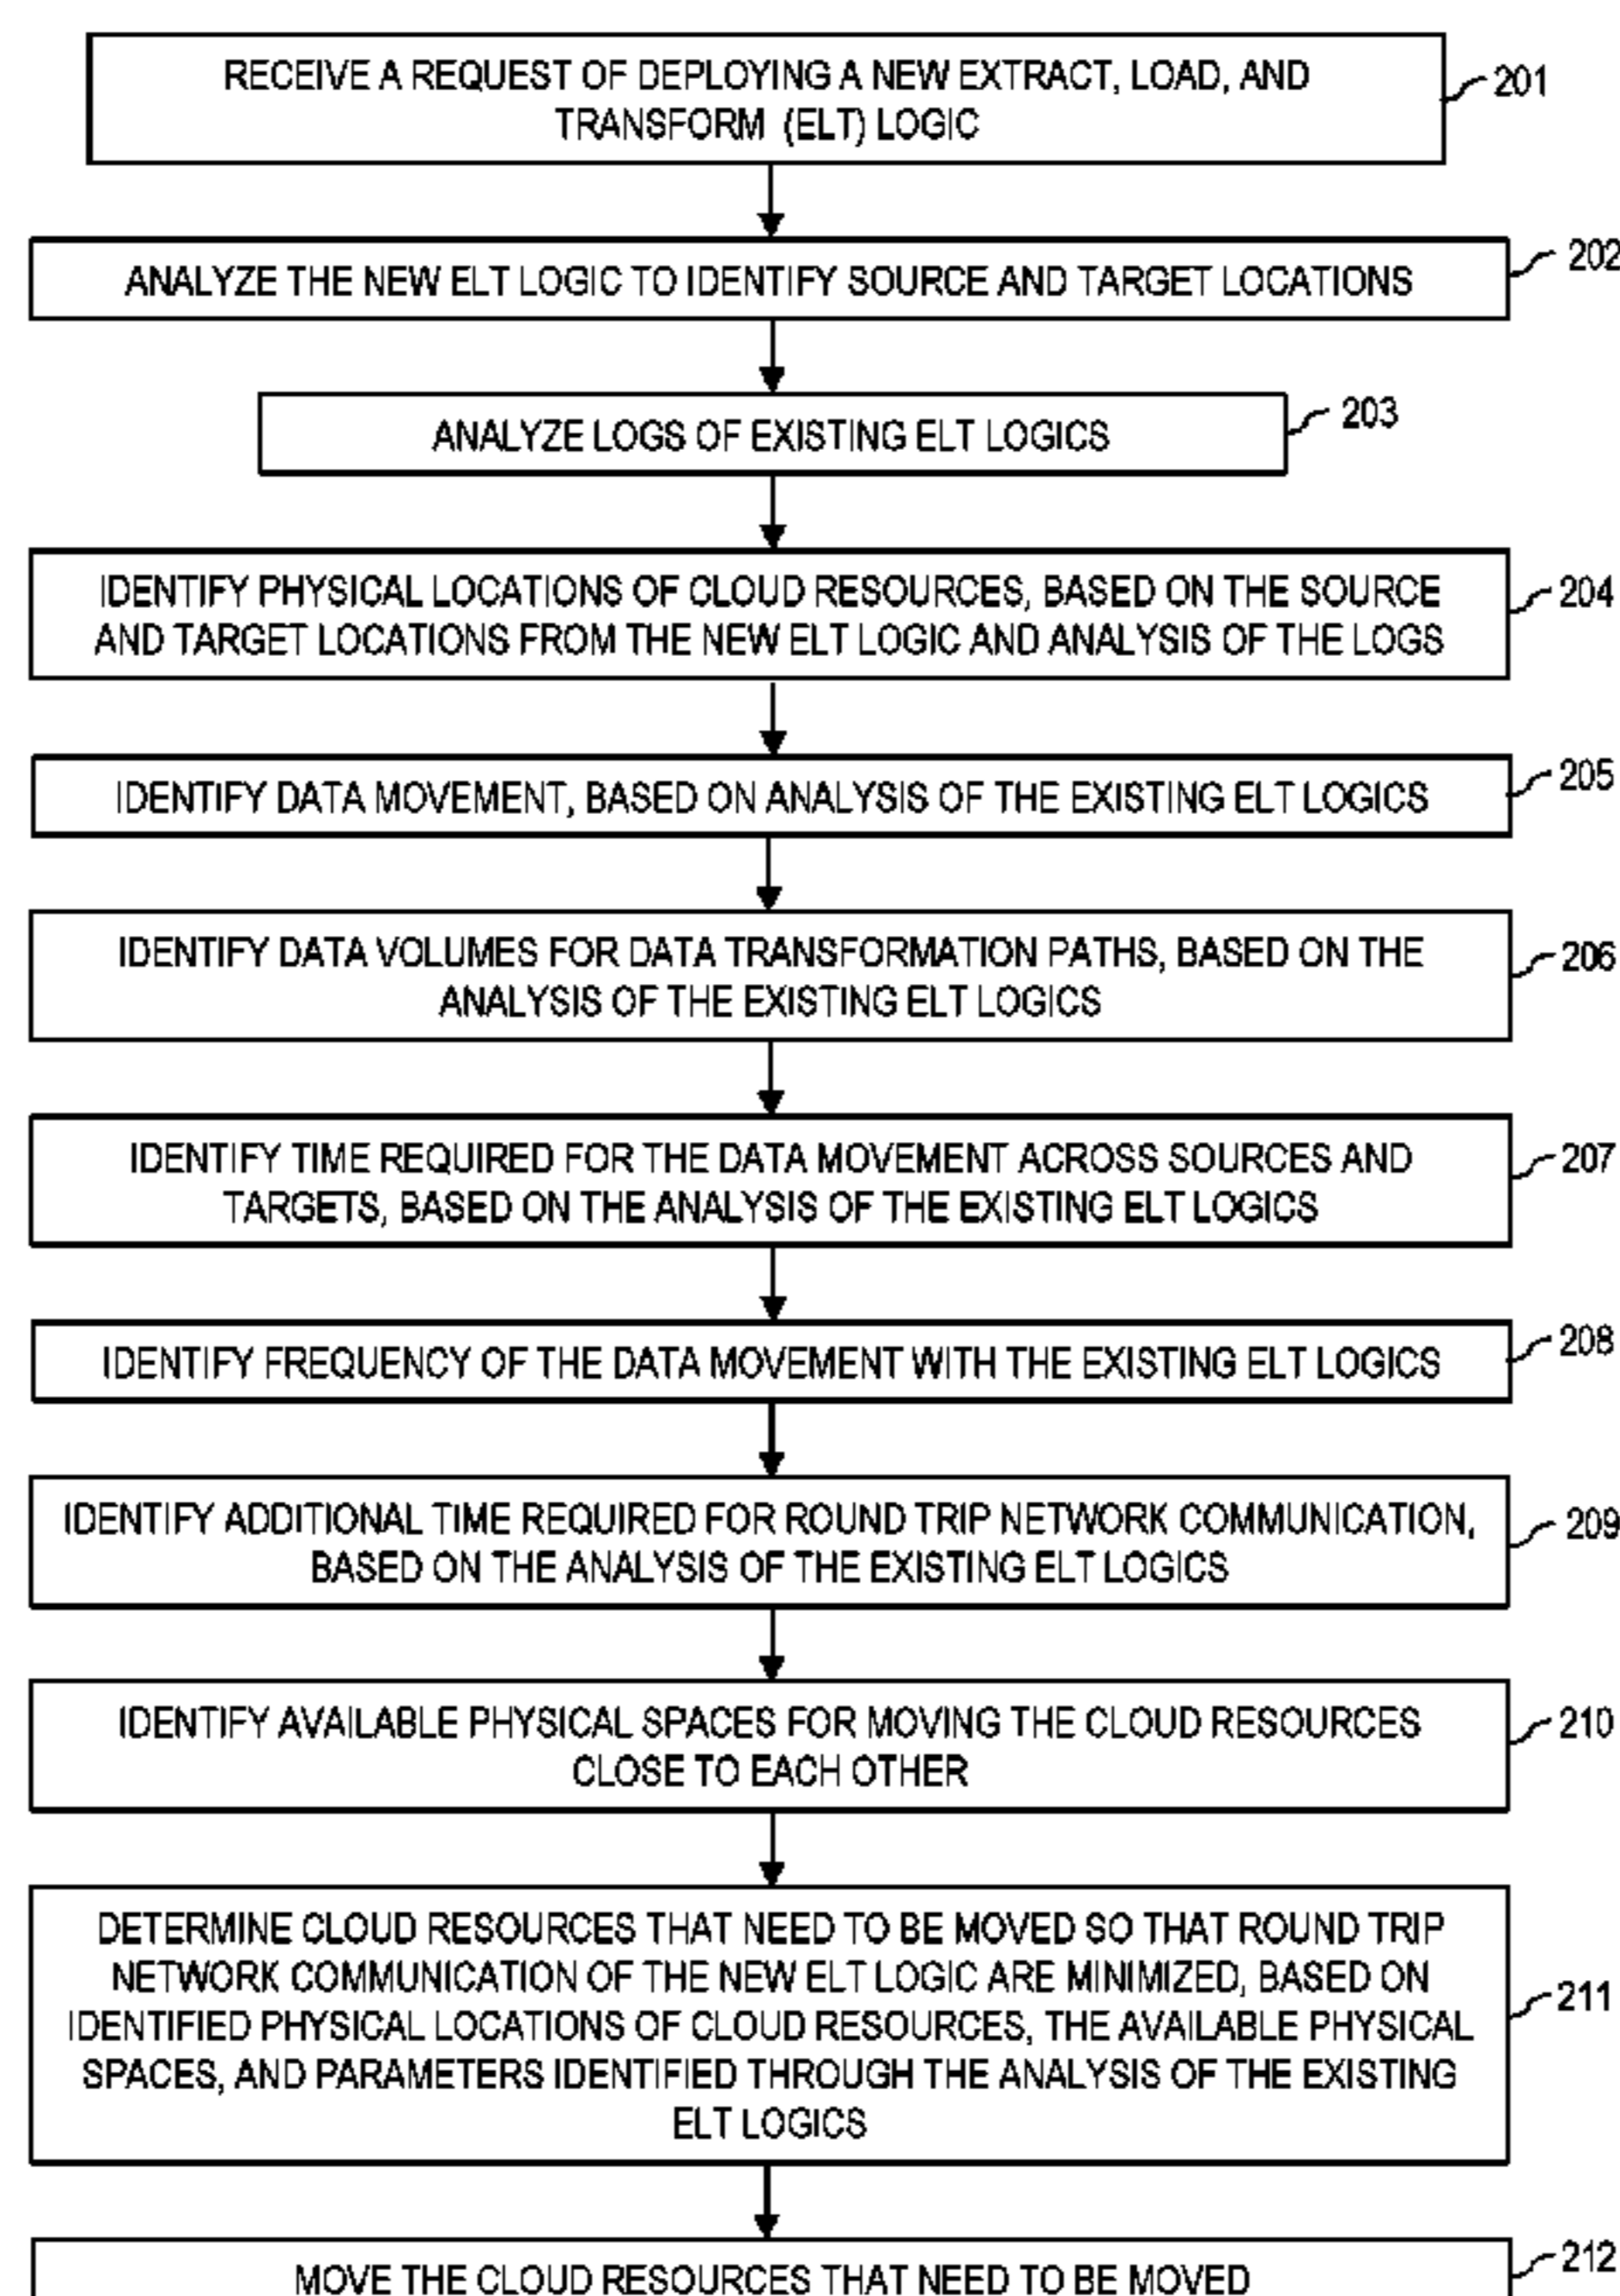 RECEIVE A REQUEST OF DEPLOYING A NEW EXTRACT, LOAD, AND
TRANSFORM (ELT) LOGIC
201
ANALYZE THE NEW ELT LOGIC TO IDENTIFY SOURCE AND TARGET LOCATIONS
202
ANALYZE LOGS OF EXISTING ELT LOGICS
203
IDENTIFY PHYSICAL LOCATIONS OF CLOUD RESOURCES, BASED ON THE SOURCE
AND TARGET LOCATIONS FROM THE NEW ELT LOGIC AND ANALYSIS OF THE LOGS
204
IDENTIFY DATA MOVEMENT, BASED ON ANALYSIS OF THE EXISTING ELT LOGICS
205
IDENTIFY DATA VOLUMES FOR DATA TRANSFORMATION PATHS, BASED ON THE
ANALYSIS OF THE EXISTING ELT LOGICS
206
IDENTIFY TIME REQUIRED FOR THE DATA MOVEMENT ACROSS SOURCES AND
TARGETS, BASED ON THE ANALYSIS OF THE EXISTING ELT LOGICS
207
IDENTIFY FREQUENCY OF THE DATA MOVEMENT WITH THE EXISTING ELT LOGICS
208
IDENTIFY ADDITIONAL TIME REQUIRED FOR ROUND TRIP NETWORK COMMUNICATION,
BASED ON THE ANALYSIS OF THE EXISTING ELT LOGICS
209
IDENTIFY AVAILABLE PHYSICAL SPACES FOR MOVING THE CLOUD RESOURCES
CLOSE TO EACH OTHER
210
DETERMINE CLOUD RESOURCES THAT NEED TO BE MOVED SO THAT ROUND TRIP
NETWORK COMMUNICATION OF THE NEW ELT LOGIC ARE MINIMIZED, BASED ON
IDENTIFIED PHYSICAL LOCATIONS OF CLOUD RESOURCES, THE AVAILABLE PHYSICAL
SPACES, AND PARAMETERS IDENTIFIED THROUGH THE ANALYSIS OF THE EXISTING
ELT LOGICS
211
MOVE THE CLOUD RESOURCES THAT NEED TO BE MOVED
212